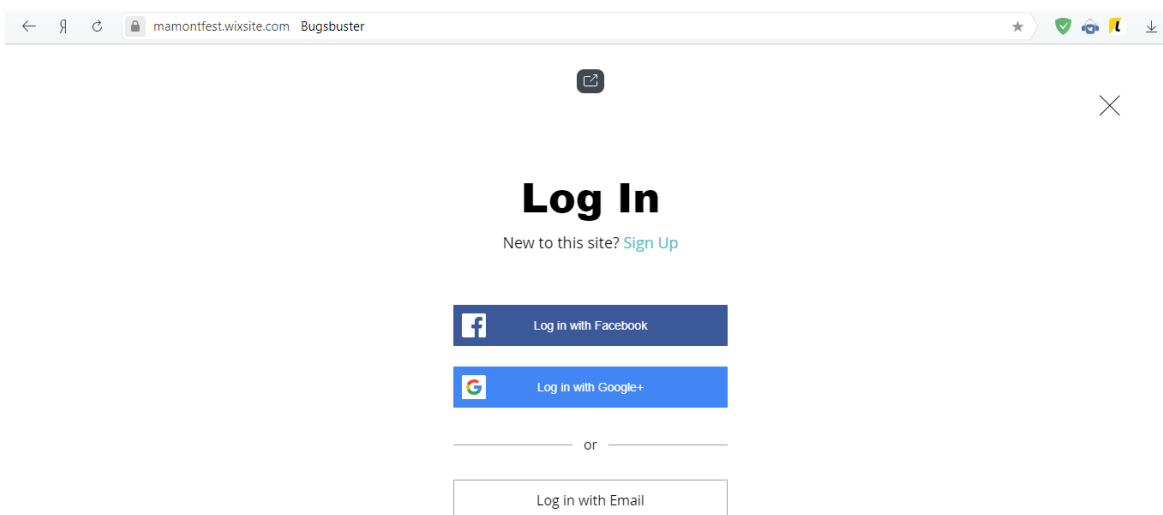 Я mamontfest.wixsite.com Bugsbuster
Log In
New to this site? Sign Up
Log in with Facebook
Log in with Google+
or
Log in with Email